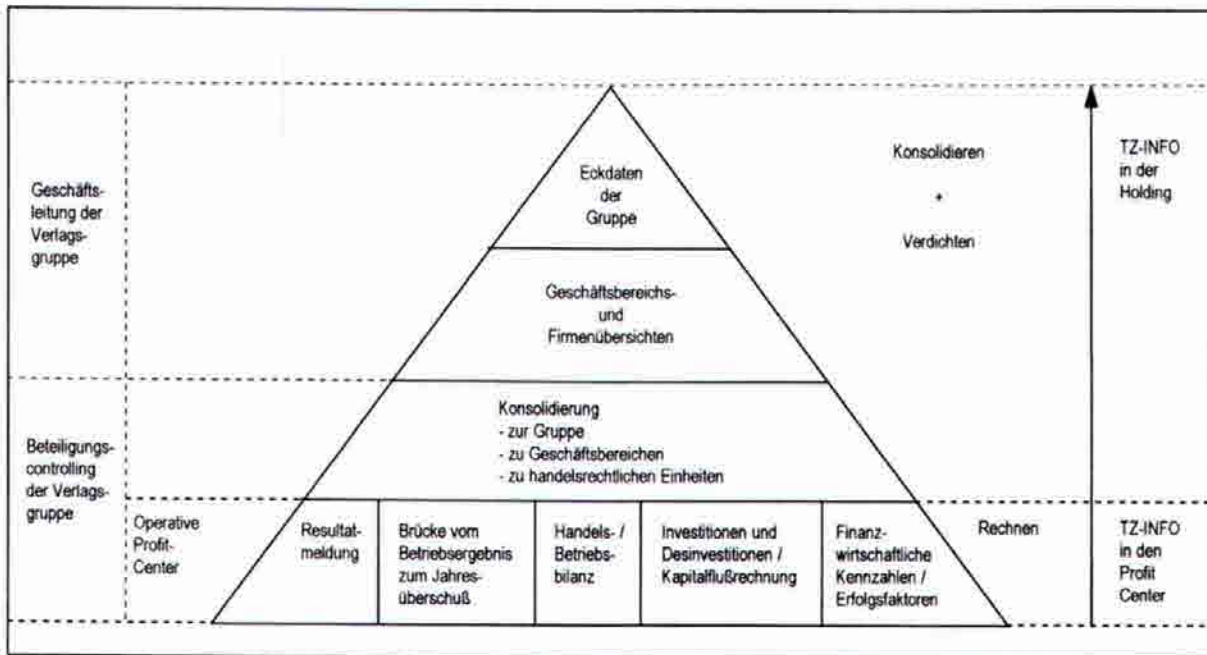 Geschäfts-
leitung der
Verlags-
gruppe
Eckdaten
der
Gruppe
Konsolidieren
+
Verdichten
TZ-INFO
in der
Holding
Geschäftsbereichs-
und
Firmenübersichten
Beteiligungs-
controlling
der Verlags-
gruppe
Konsolidierung
- zur Gruppe
- zu Geschäftsbereichen
- zu handelsrechtlichen Einheiten
Operative
Profit-
Center
Resultat-
meldung
Brücke vom
Betriebsergebnis
zum Jahres-
überschuß
Handels- /
Betriebs-
bilanz
Investitionen und
Desinvestitionen /
Kapitalflußrechnung
Finanz-
wirtschaftliche
Kennzahlen /
Erfolgsfaktoren
Rechnen
TZ-INFO
in den
Profit
Center